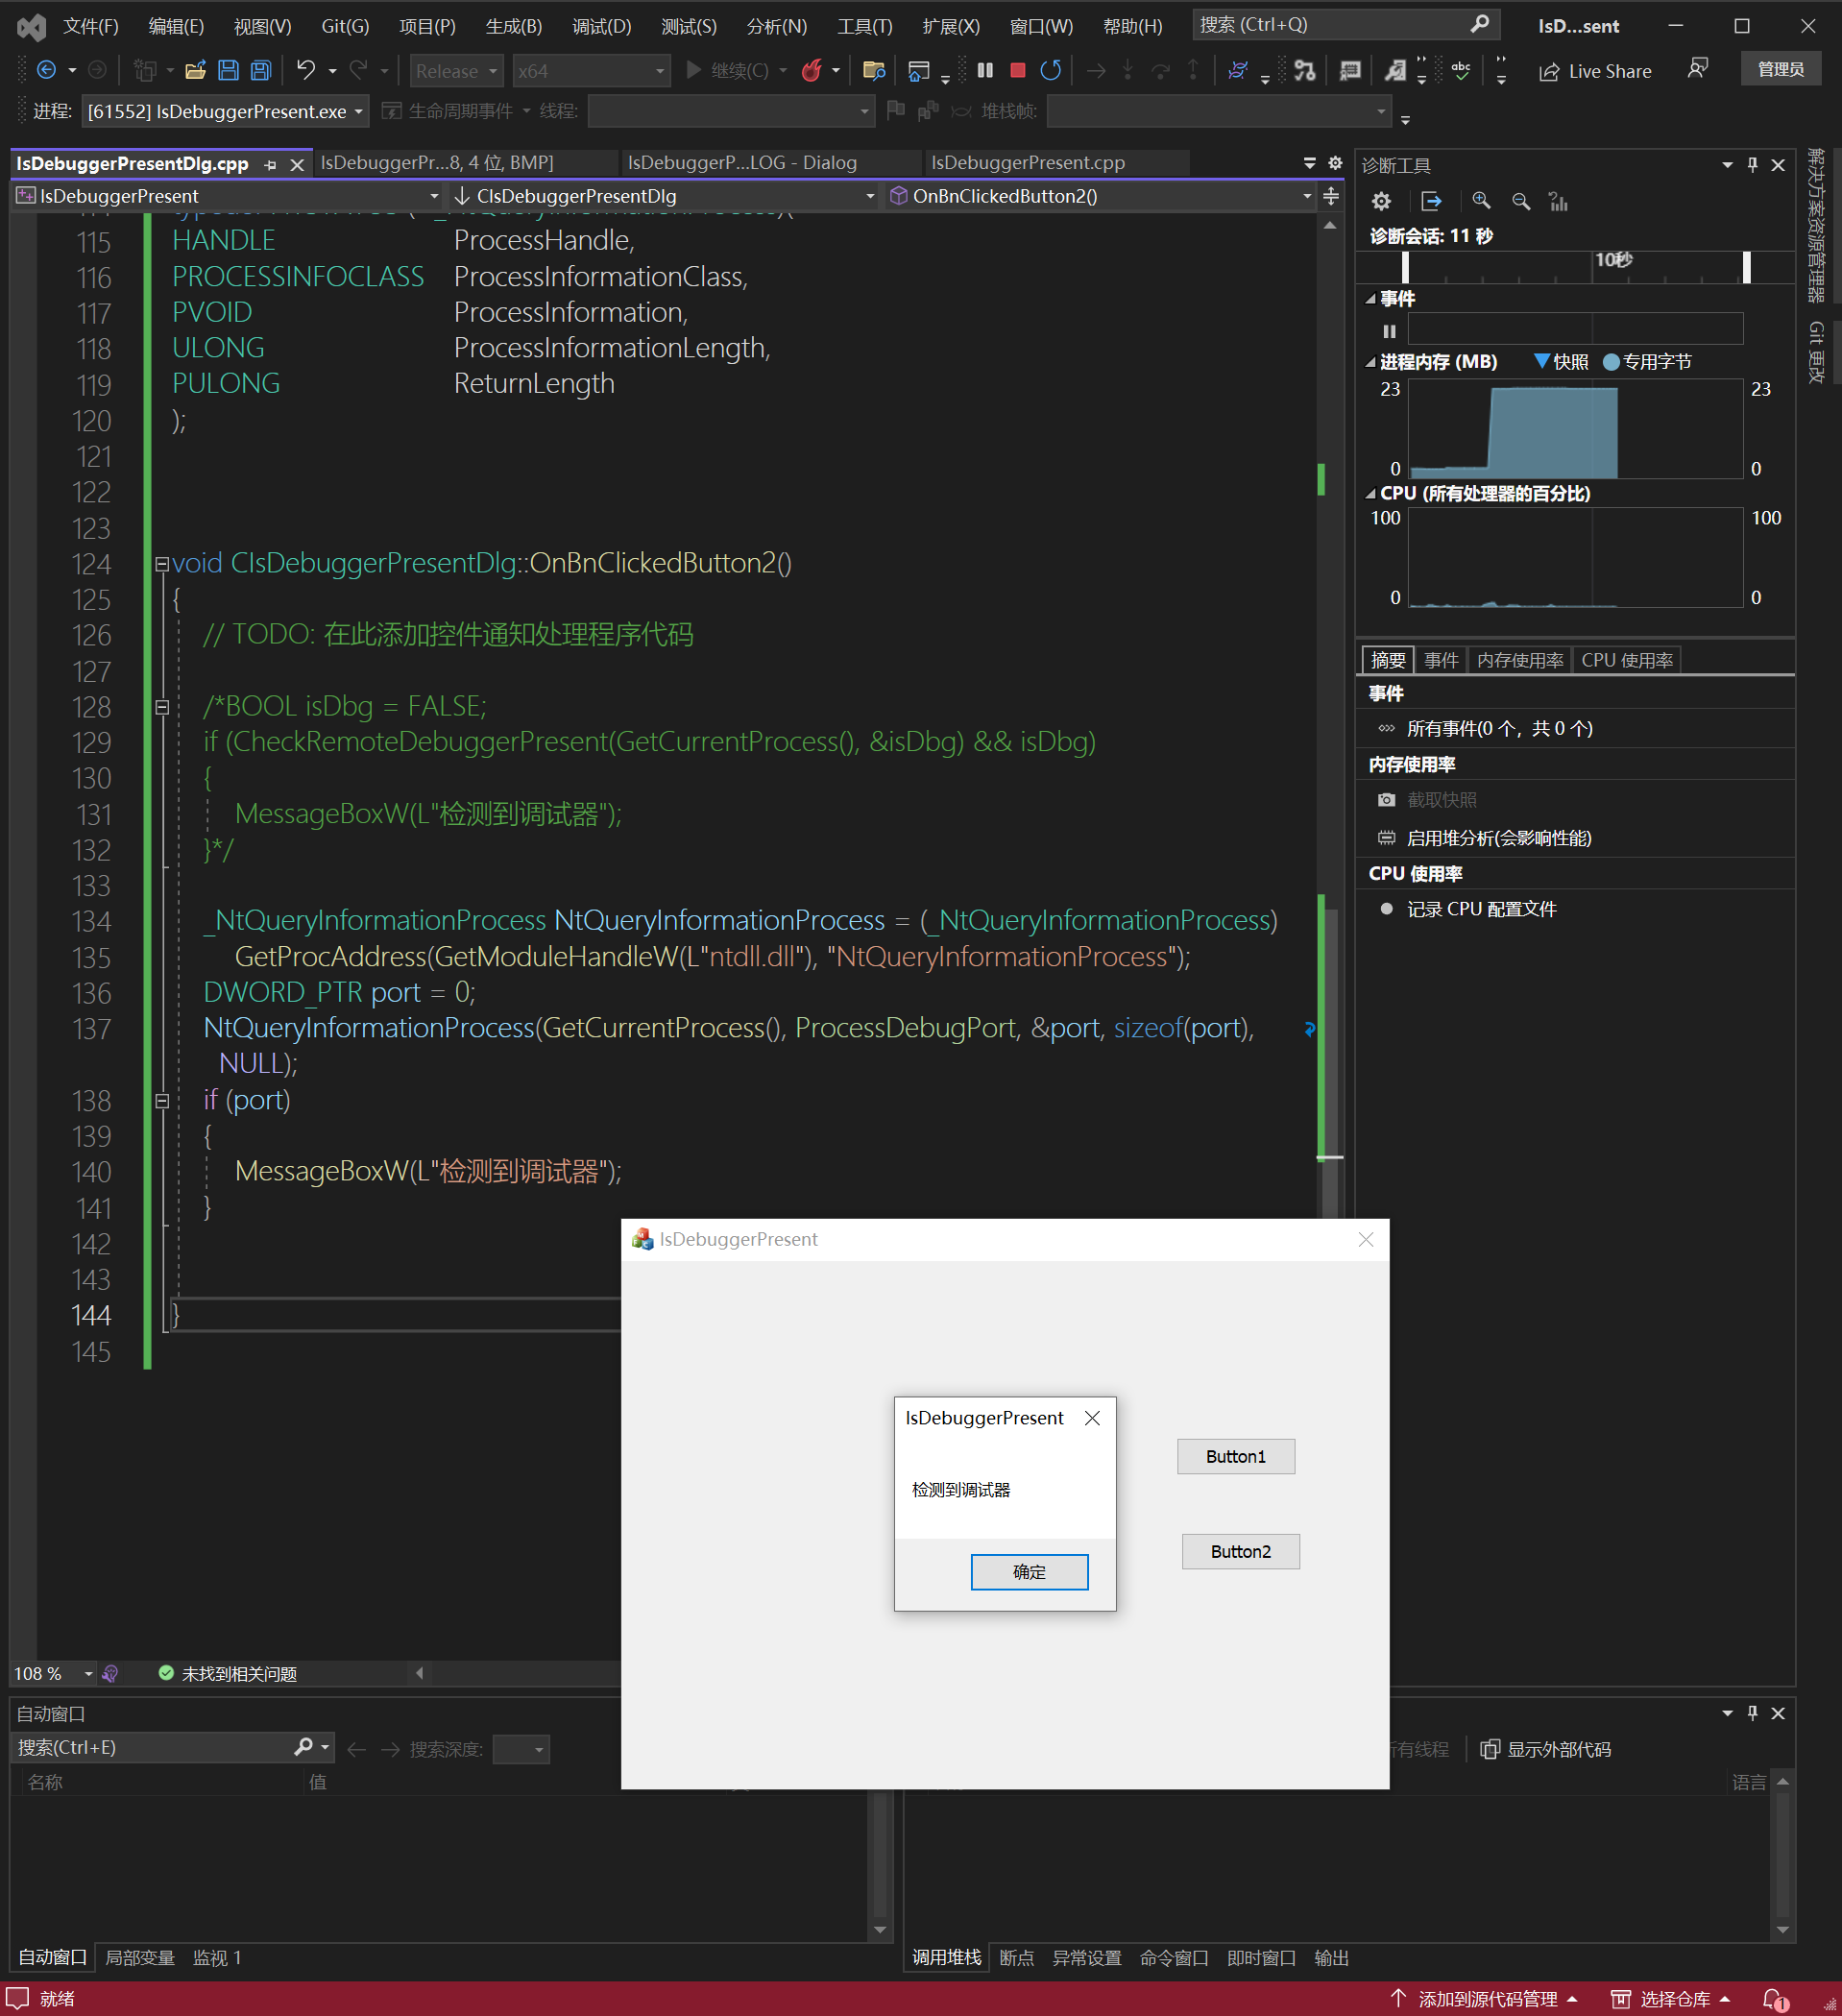 文件(F) 编辑(E) 视图(V) Git(G) 项目(P) 生成(B) 调试(D) 测试(S) 分析(N) 工具(T) 扩展(X) 窗口(W) 帮助(H) 搜索 (Ctrl+Q) IsD...sent
Release x64 继续(C) Live Share 管理员
进程: [61552] IsDebuggerPresent.exe 生命周期事件 线程: 堆栈帧:
IsDebuggerPresentDlg.cpp IsDebuggerPr...8, 4 位, BMP] IsDebuggerP...LOG - Dialog IsDebuggerPresent.cpp
IsDebuggerPresent CIsDebuggerPresentDlg OnBnClickedButton2()
115 HANDLE ProcessHandle,
116 PROCESSINFOCLASS ProcessInformationClass,
117 PVOID ProcessInformation,
118 ULONG ProcessInformationLength,
119 PULONG ReturnLength
120 );
121
122
123
124 void CIsDebuggerPresentDlg::OnBnClickedButton2()
125 {
126 // TODO: 在此添加控件通知处理程序代码
127
128 /*BOOL isDbg = FALSE;
129 if (CheckRemoteDebuggerPresent(GetCurrentProcess(), &isDbg) && isDbg)
130 {
131 MessageBoxW(L"检测到调试器");
132 }*/
133
134 _NtQueryInformationProcess NtQueryInformationProcess = (_NtQueryInformationProcess)
135 GetProcAddress(GetModuleHandleW(L"ntdll.dll"), "NtQueryInformationProcess");
136 DWORD_PTR port = 0;
137 NtQueryInformationProcess(GetCurrentProcess(), ProcessDebugPort, &port, sizeof(port),
NULL);
138 if (port)
139 {
140 MessageBoxW(L"检测到调试器");
141 }
142
143
144 }
145
108 % 未找到相关问题
诊断工具
诊断会话: 11 秒
10秒
事件
进程内存 (MB) 快照 专用字节
23 23
0 0
CPU (所有处理器的百分比)
100 100
0 0
摘要 事件 内存使用率 CPU 使用率
事件
所有事件(0 个，共 0 个)
内存使用率
截取快照
启用堆分析(会影响性能)
CPU 使用率
记录 CPU 配置文件
解决方案资源管理器
Git 更改
IsDebuggerPresent
IsDebuggerPresent
检测到调试器
确定
Button1
Button2
自动窗口
搜索(Ctrl+E) 搜索深度:
名称 值
自动窗口 局部变量 监视 1
所有线程 显示外部代码
语言
调用堆栈 断点 异常设置 命令窗口 即时窗口 输出
就绪 添加到源代码管理 选择仓库 1